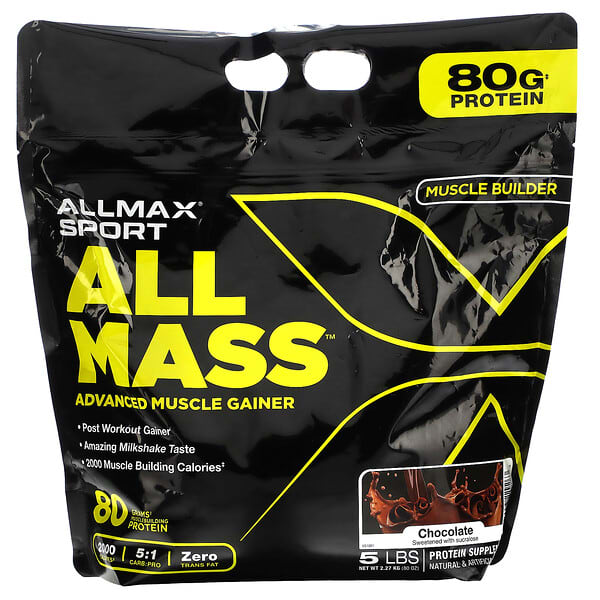 80G‡
PROTEIN
MUSCLE BUILDER
ALLMAX®
SPORT
ALL
MASS™
ADVANCED MUSCLE GAINER
• Post Workout Gainer
• Amazing Milkshake Taste
• 2000 Muscle Building Calories‡
80 GRAMS‡
MUSCLEBUILDING
PROTEIN
2000
5:1
CARB:PRO
Zero
TRANS FAT
Chocolate
Sweetened with sucralose
5 LBS
NET WT 2.27 KG (80 OZ)
PROTEIN
NATURAL &